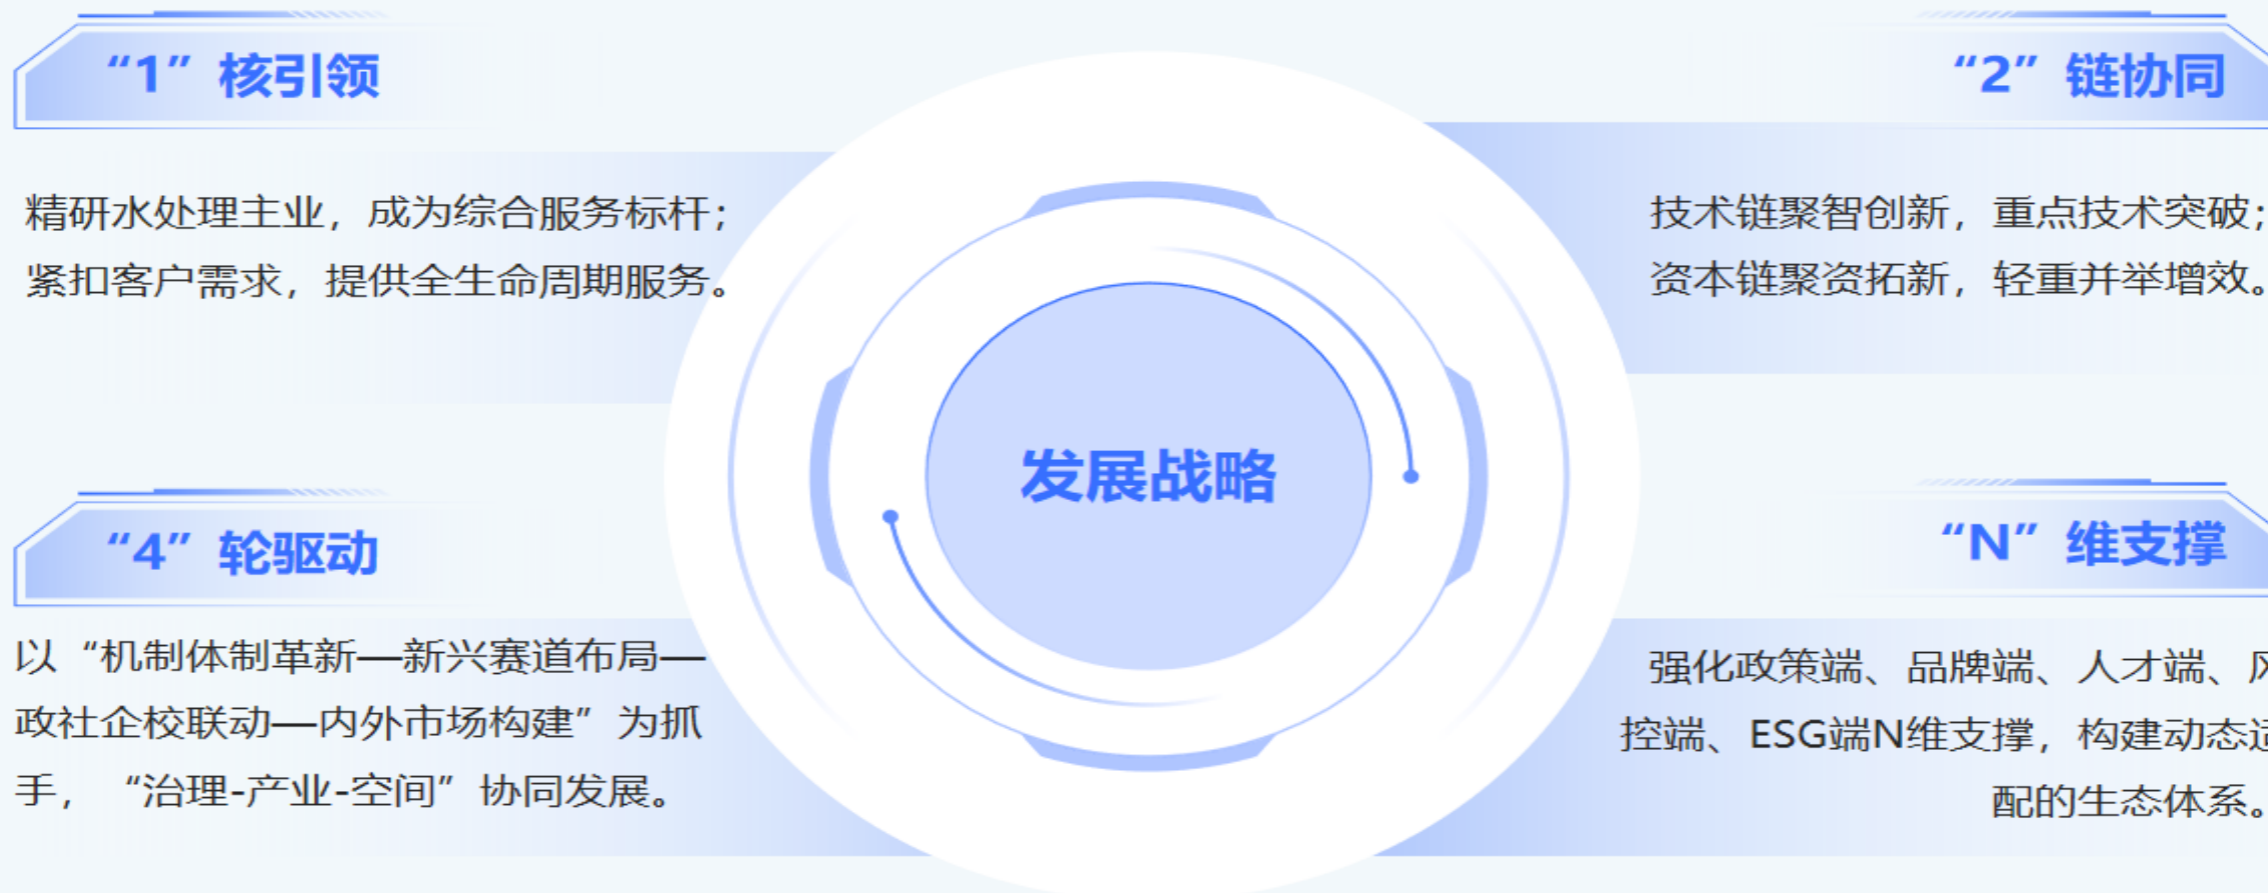 “1”核引领
精研水处理主业，成为综合服务标杆；
紧扣客户需求，提供全生命周期服务。
“2”链协同
技术链聚智创新，重点技术突破；
资本链聚资拓新，轻重并举增效。
发展战略
“4”轮驱动
以“机制体制革新—新兴赛道布局—
政社企校联动—内外市场构建”为抓
手，“治理-产业-空间”协同发展。
“N”维支撑
强化政策端、品牌端、人才端、风
控端、ESG端N维支撑，构建动态适
配的生态体系。